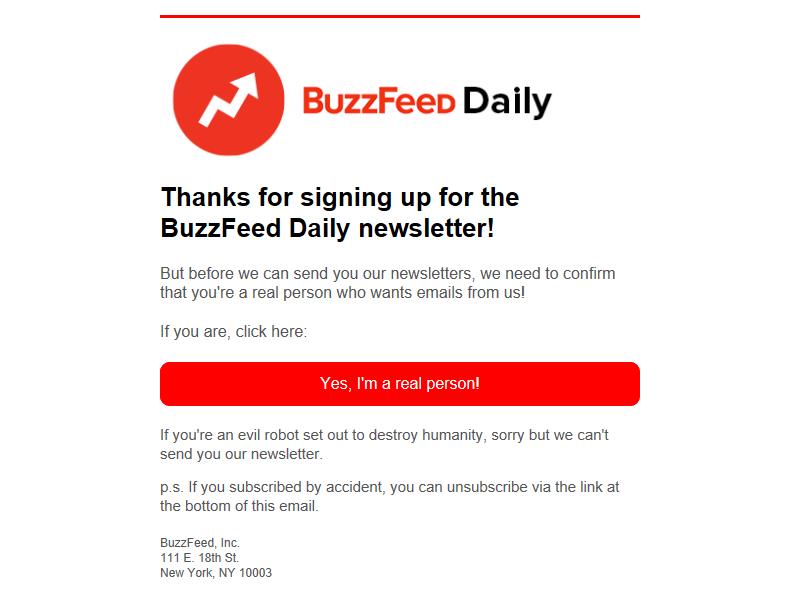 BuzzFeed Daily
Thanks for signing up for the
BuzzFeed Daily newsletter!
But before we can send you our newsletters, we need to confirm
that you're a real person who wants emails from us!
If you are, click here:
Yes, I'm a real person!
If you're an evil robot set out to destroy humanity, sorry but we can't
send you our newsletter.
p.s. If you subscribed by accident, you can unsubscribe via the link at
the bottom of this email.
BuzzFeed, Inc.
111 E. 18th St.
New York, NY 10003